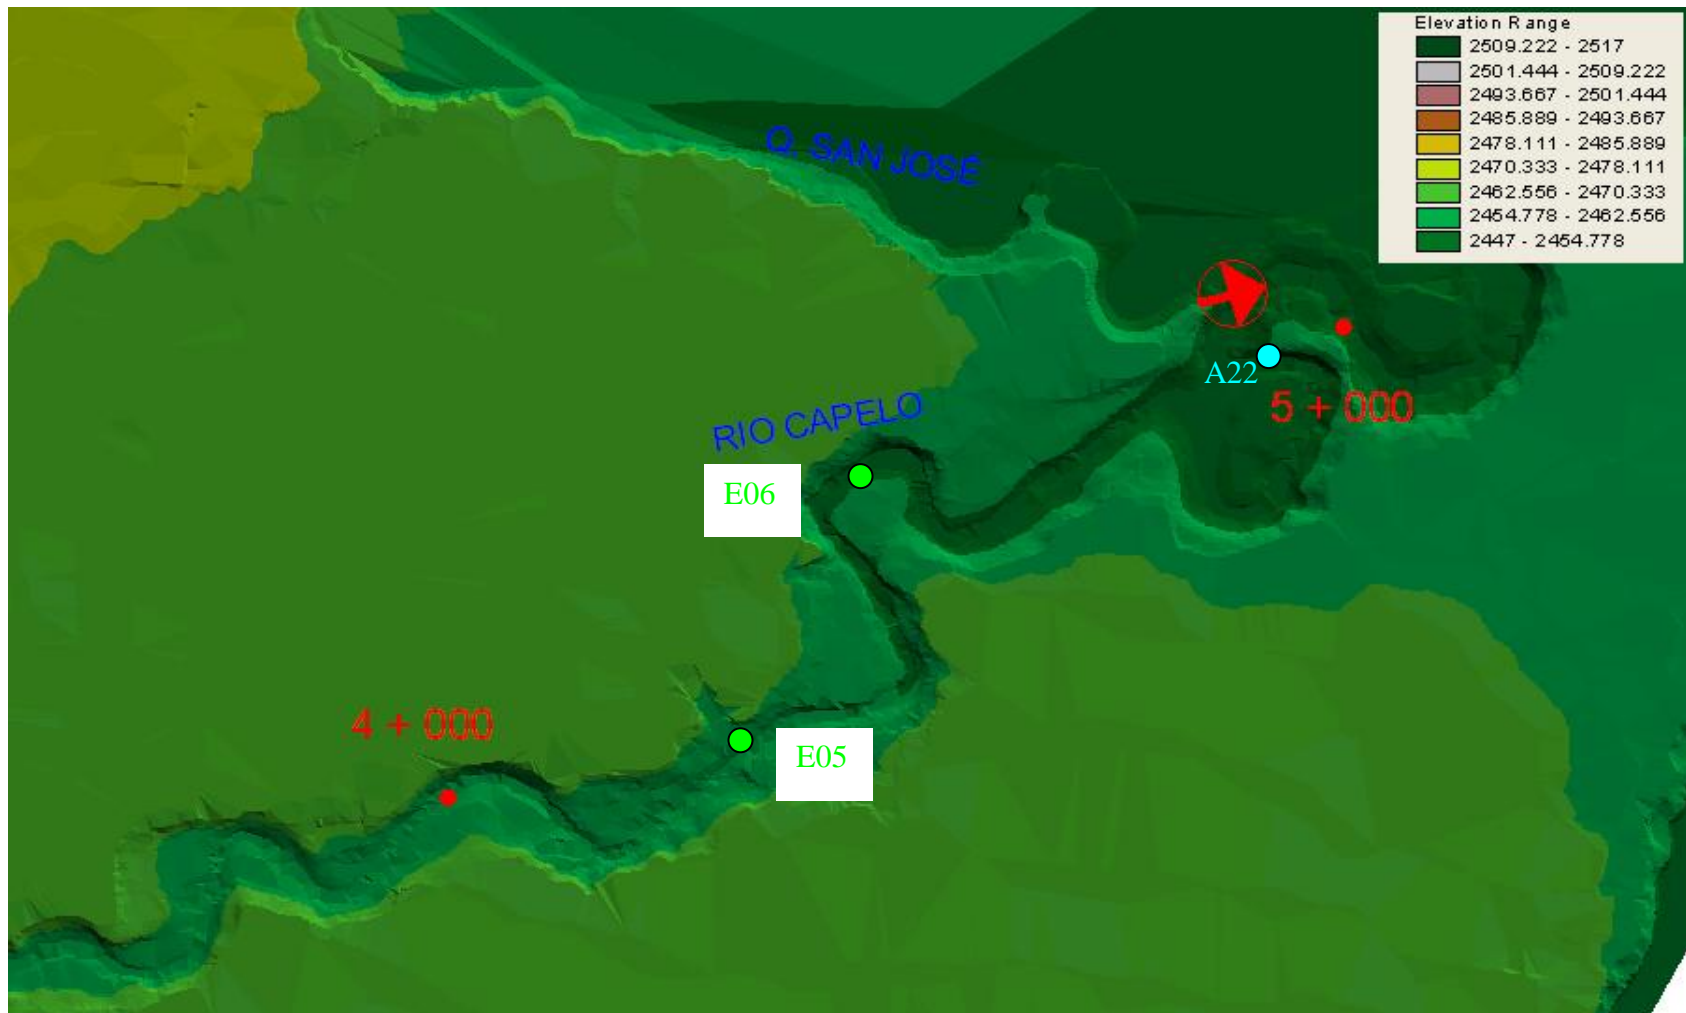 Elevation Range
2509.222 - 2517
2501.444 - 2509.222
2493.667 - 2501.444
2485.889 - 2493.667
2478.111 - 2485.889
2470.333 - 2478.111
2462.556 - 2470.333
2454.778 - 2462.556
2447 - 2454.778
Q. SAN JOSÉ
A22
5 + 000
RIO CAPELO
E06
4 + 000
E05